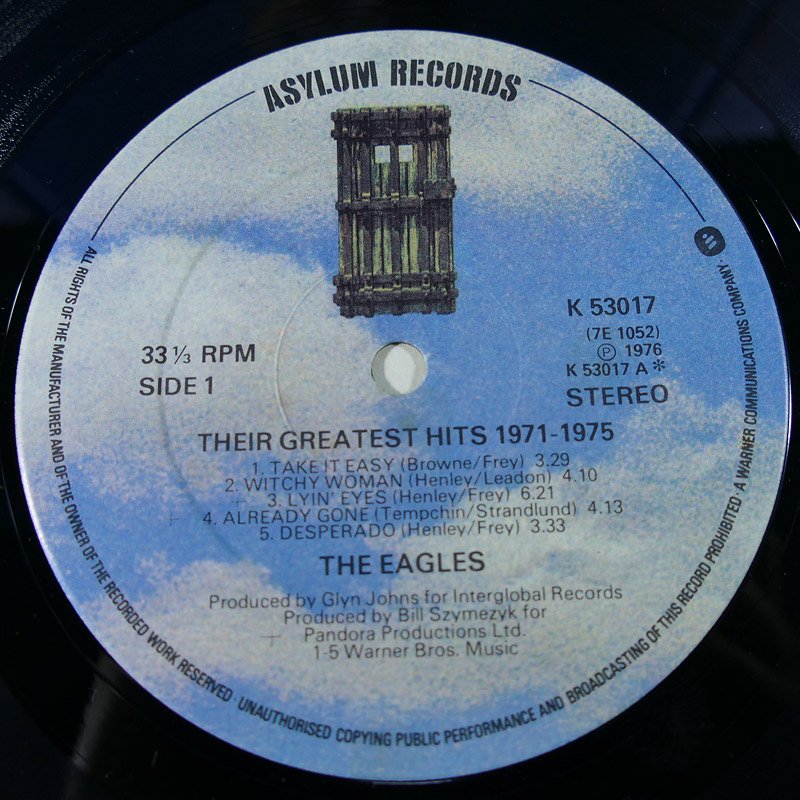 ASYLUM RECORDS
K 53017
(7E 1052)
Ⓟ 1976
K 53017 A*
STEREO
33 ⅓ RPM
SIDE 1
THEIR GREATEST HITS 1971-1975
1. TAKE IT EASY (Browne/Frey) 3.29
2. WITCHY WOMAN (Henley/Leadon) 4.10
+ 3. LYIN' EYES (Henley/Frey) 6.21
+ 4. ALREADY GONE (Tempchin/Strandlund) 4.13
5. DESPERADO (Henley/Frey) 3.33
THE EAGLES
Produced by Glyn Johns for Interglobal Records
Produced by Bill Szymezyk for
+ Pandora Productions Ltd.
1-5 Warner Bros. Music
ALL RIGHTS OF THE MANUFACTURER AND OF THE OWNER OF THE RECORDED WORK RESERVED · UNAUTHORISED COPYING PUBLIC PERFORMANCE AND BROADCASTING OF THIS RECORD PROHIBITED · A WARNER COMMUNICATIONS COMPANY ·